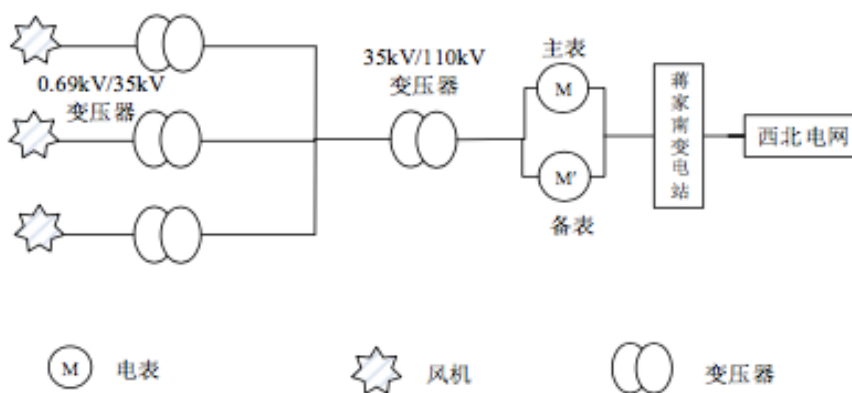 0.69kV/35kV
变压器
35kV/110kV
变压器
主表
M
M′
备表
蒋家南变电站
西北电网
M
电表
风机
变压器